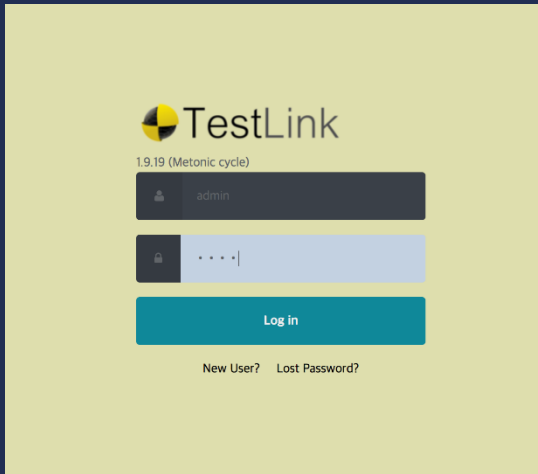 TestLink
1.9.19 (Metonic cycle)
admin
••••
Log in
New User? Lost Password?